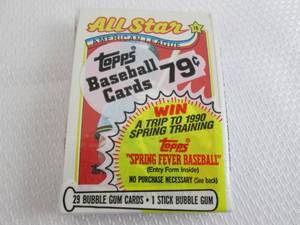 All Star
AMERICAN LEAGUE
Topps
Baseball
Cards 79¢
WIN
A TRIP TO 1990
SPRING TRAINING
Topps
"SPRING FEVER BASEBALL"
(Entry Form Inside)
NO PURCHASE NECESSARY (See back)
29 BUBBLE GUM CARDS • 1 STICK BUBBLE GUM